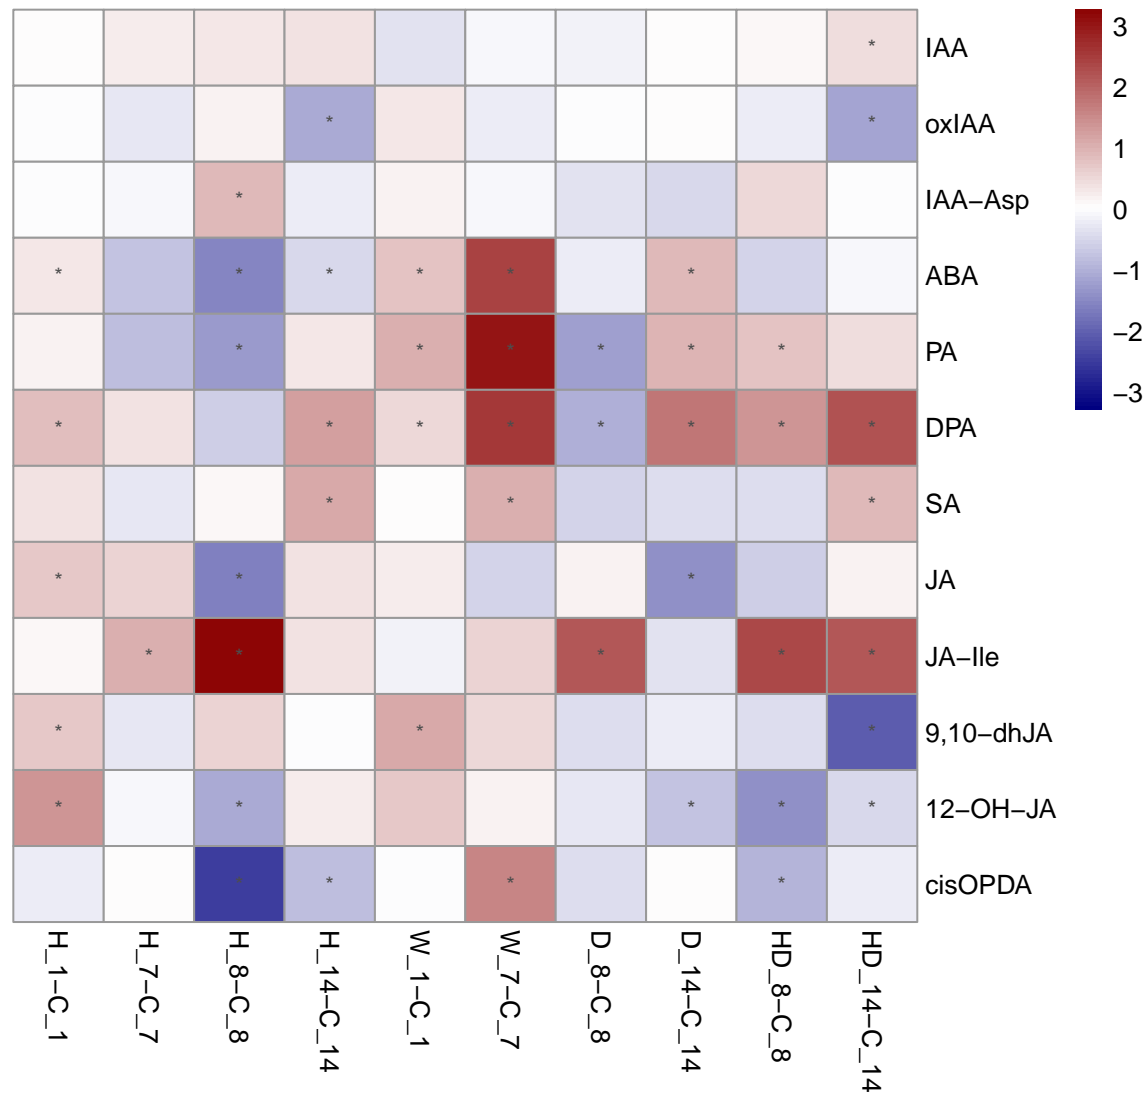 IAA
oxIAA
IAA−Asp
ABA
PA
DPA
SA
JA
JA−Ile
9,10−dhJA
12−OH−JA
cisOPDA
H_1−C_1
H_7−C_7
H_8−C_8
H_14−C_14
W_1−C_1
W_7−C_7
D_8−C_8
D_14−C_14
HD_8−C_8
HD_14−C_14
3
2
1
0
−1
−2
−3